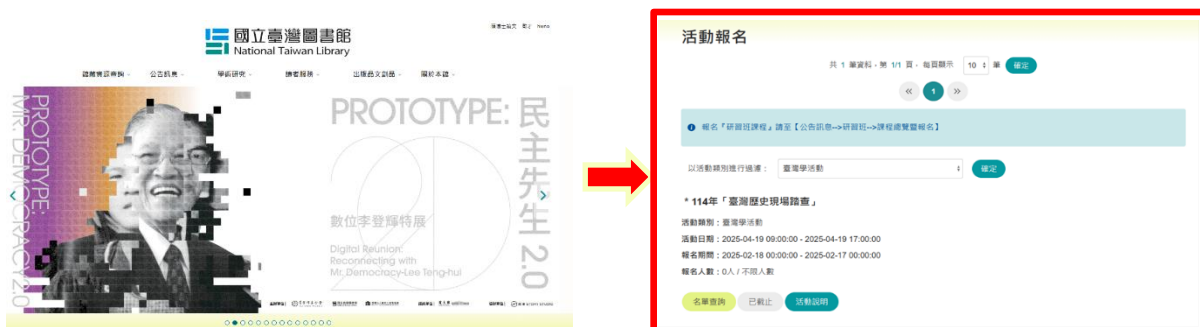 國立臺灣圖書館
National Taiwan Library
館藏資源查詢
公告訊息
學術研究
讀者服務
出版品文創品
關於本館
PROTOTYPE:
MR. DEMOCRACY 2.0
PROTOTYPE: 民主先生 2.0
數位李登輝特展
Digital Reunion:
Reconnecting with
Mr. Democracy-Lee Teng-hui
活動報名
共 1 筆資料，第 1/1 頁，每頁顯示 10 筆 確定
« 1 »
報名『研習班課程』請至【公告訊息-->研習班-->課程總覽暨報名】
以活動類別進行過濾： 臺灣學活動 確定
* 114年「臺灣歷史現場踏查」
活動類別：臺灣學活動
活動日期：2025-04-19 09:00:00 - 2025-04-19 17:00:00
報名期間：2025-02-18 00:00:00 - 2025-02-17 00:00:00
報名人數：0人 / 不限人數
名單查詢 已截止 活動說明